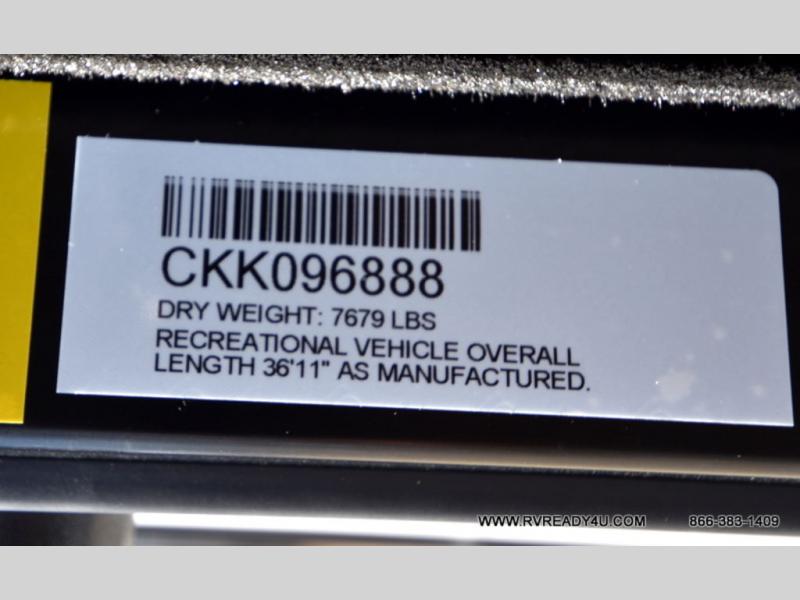 CKK096888
DRY WEIGHT: 7679 LBS
RECREATIONAL VEHICLE OVERALL
LENGTH 36'11" AS MANUFACTURED.
WWW.RVREADY4U.COM 866-383-1409